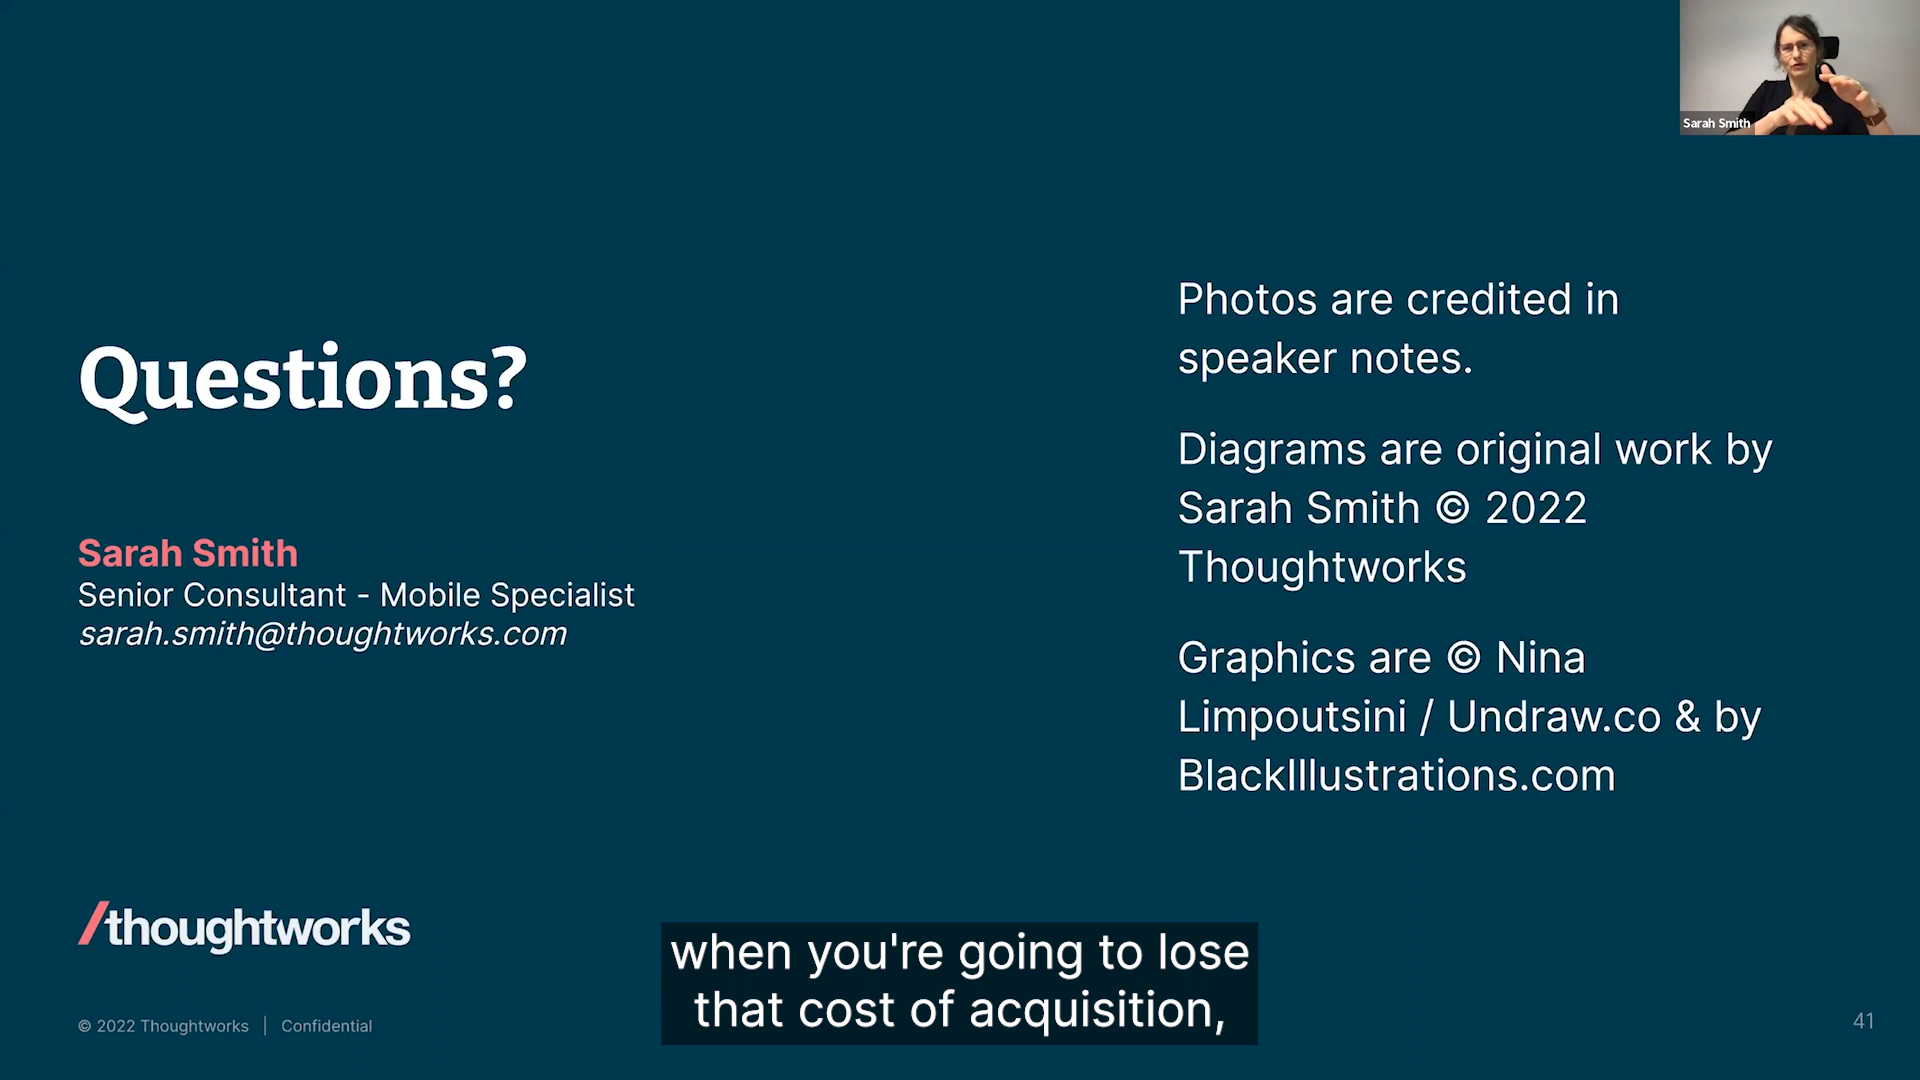 Sarah Smith
Questions?
Sarah Smith
Senior Consultant - Mobile Specialist
sarah.smith@thoughtworks.com
Photos are credited in
speaker notes.
Diagrams are original work by
Sarah Smith © 2022
Thoughtworks
Graphics are © Nina
Limpoutsini / Undraw.co & by
BlackIllustrations.com
/thoughtworks
when you're going to lose
that cost of acquisition,
© 2022 Thoughtworks | Confidential
41